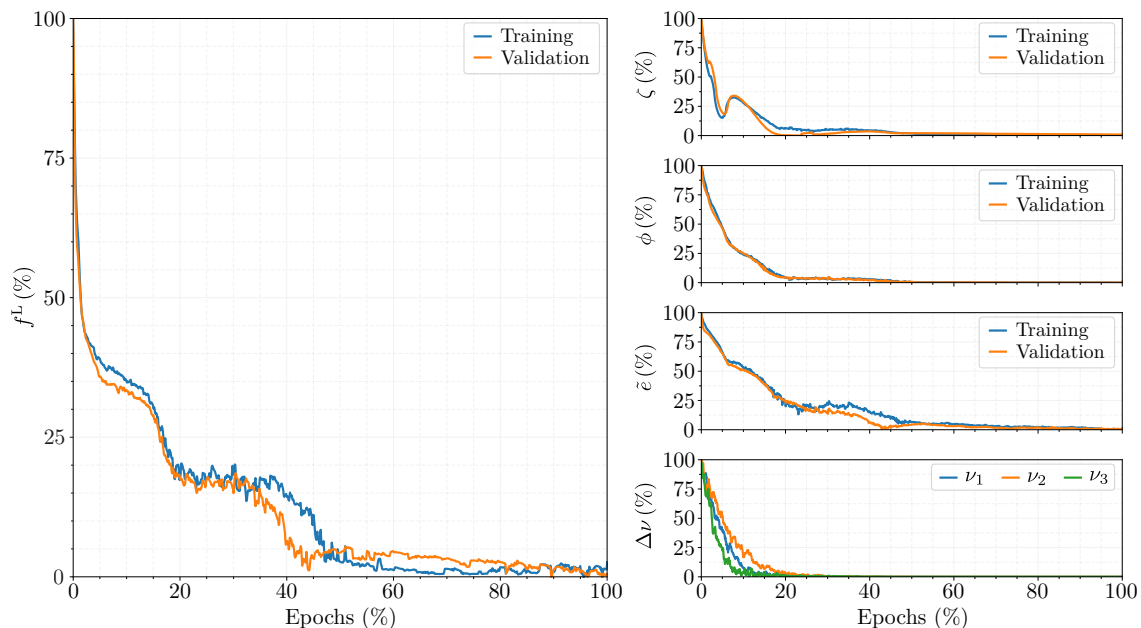 100
75
50
25
0
f^L (%)
0
20
40
60
80
100
Epochs (%)
Training
Validation
100
75
50
25
0
ζ (%)
Training
Validation
100
75
50
25
0
ϕ (%)
Training
Validation
100
75
50
25
0
ẽ (%)
Training
Validation
100
75
50
25
0
Δν (%)
ν₁ ν₂ ν₃
0
20
40
60
80
100
Epochs (%)